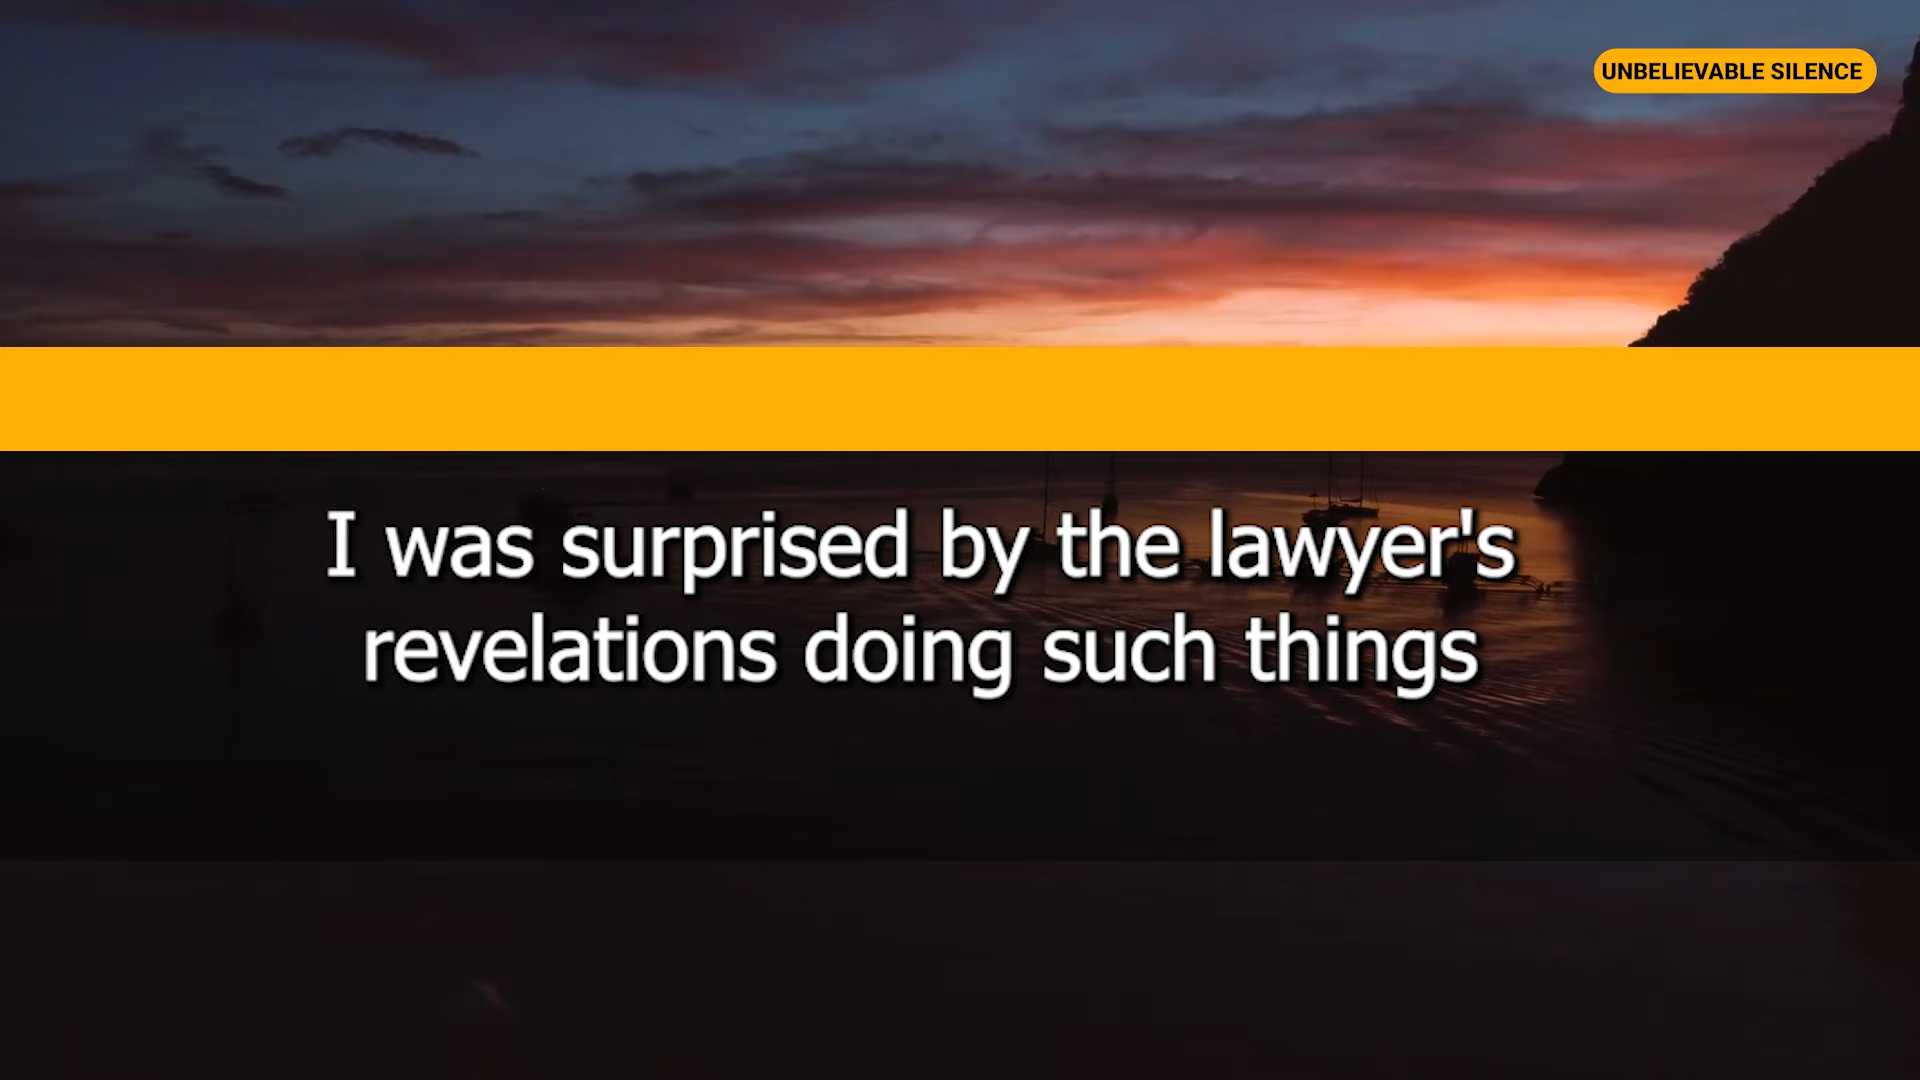 UNBELIEVABLE SILENCE
I was surprised by the lawyer's
revelations doing such things